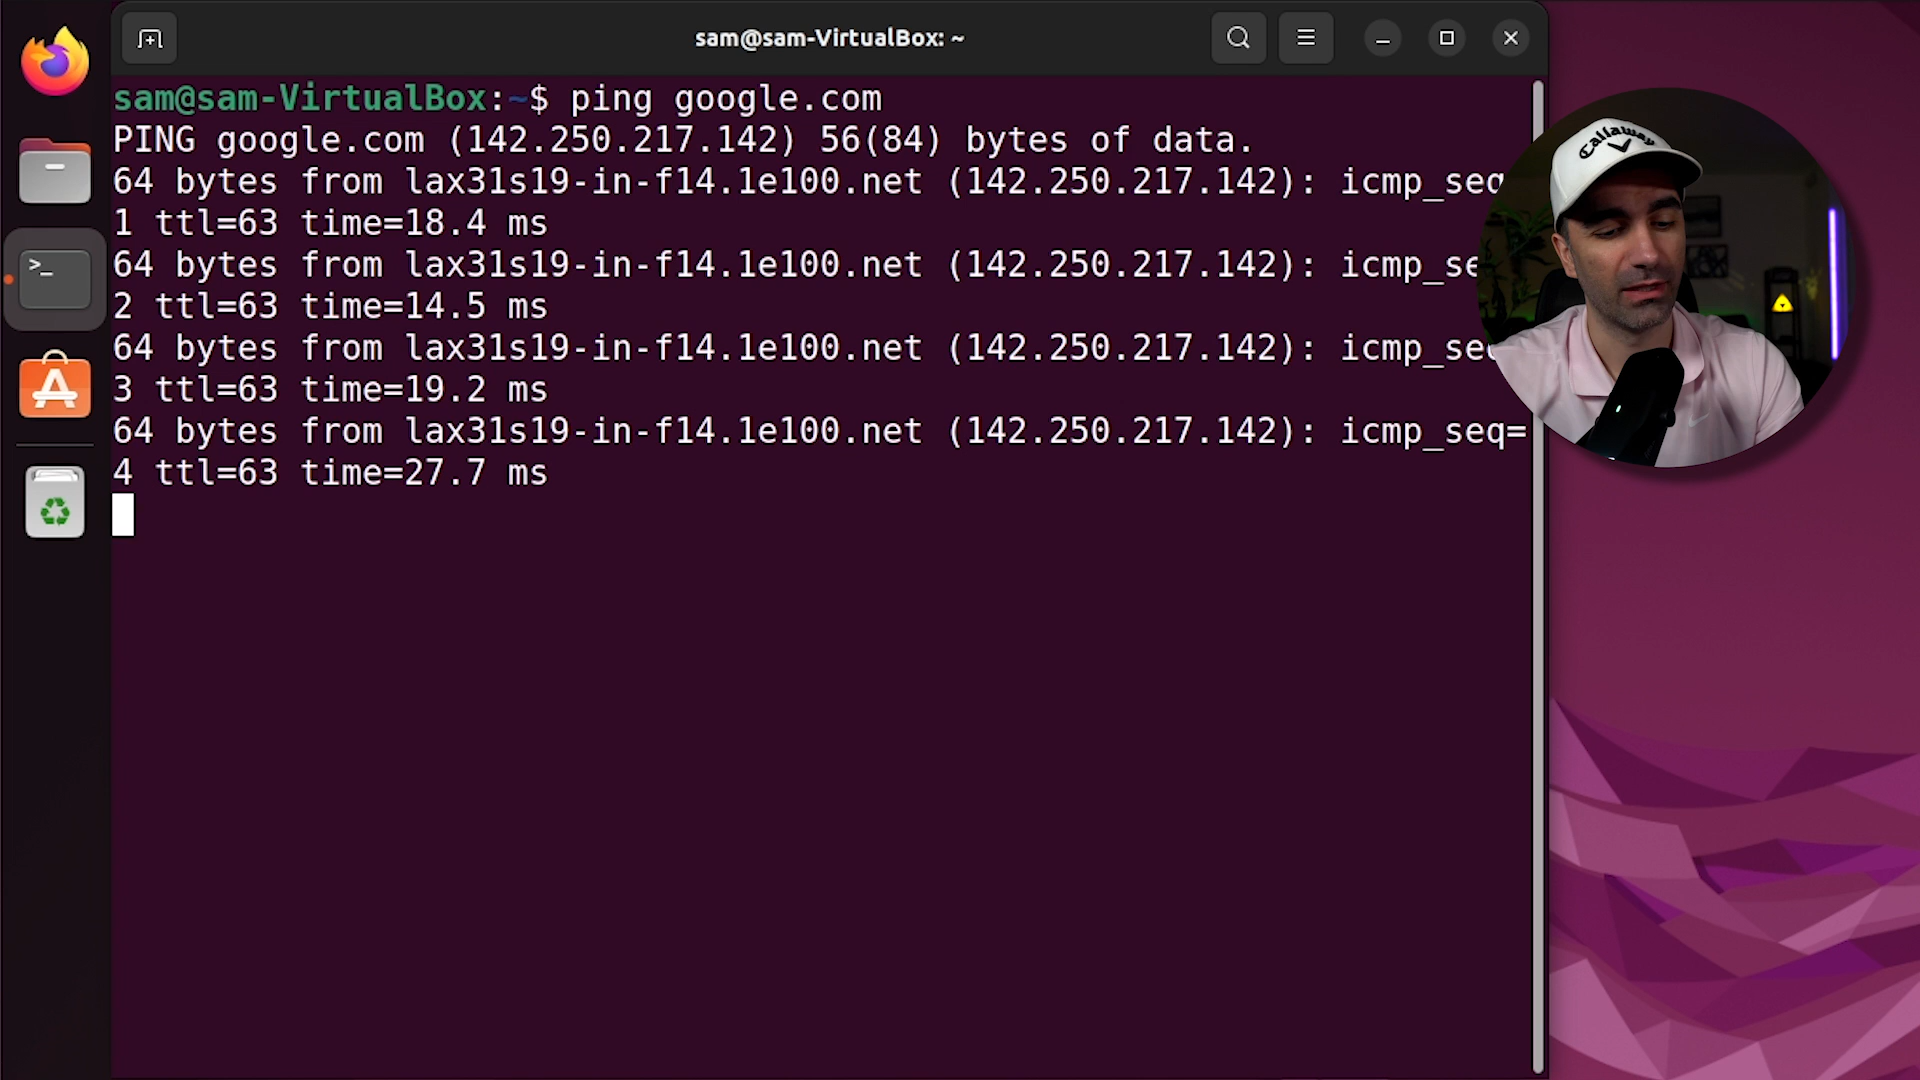 sam@sam-VirtualBox: ~
sam@sam-VirtualBox:~$ ping google.com
PING google.com (142.250.217.142) 56(84) bytes of data.
64 bytes from lax31s19-in-f14.1e100.net (142.250.217.142): icmp_seq
1 ttl=63 time=18.4 ms
64 bytes from lax31s19-in-f14.1e100.net (142.250.217.142): icmp_se
2 ttl=63 time=14.5 ms
64 bytes from lax31s19-in-f14.1e100.net (142.250.217.142): icmp_se
3 ttl=63 time=19.2 ms
64 bytes from lax31s19-in-f14.1e100.net (142.250.217.142): icmp_seq=
4 ttl=63 time=27.7 ms
Callaway